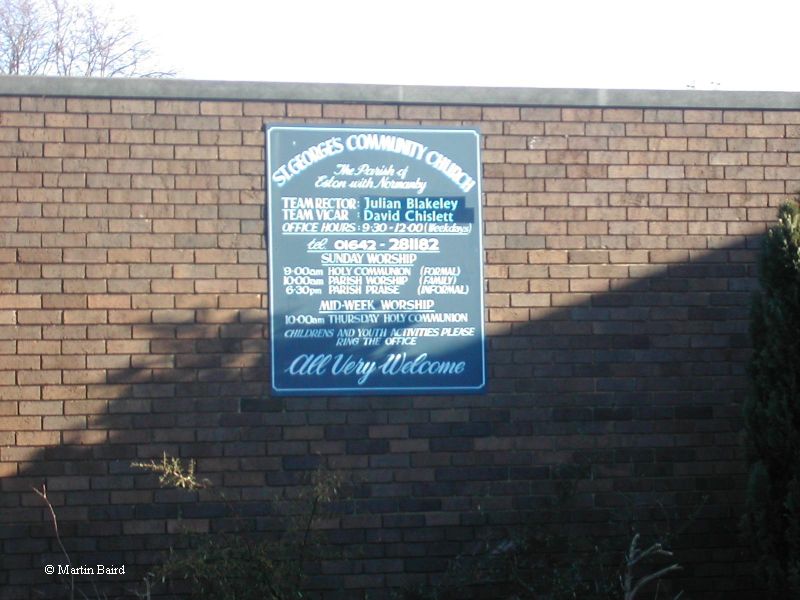 ST. GEORGE'S COMMUNITY CHURCH
The Parish of
Eston with Normanby
TEAM RECTOR: Julian Blakeley
TEAM VICAR: David Chislett
OFFICE HOURS: 9·30 - 12·00 (Weekdays)
tel. 01642 - 281182
SUNDAY WORSHIP
9·00am HOLY COMMUNION (FORMAL)
10·00am PARISH WORSHIP (FAMILY)
6·30pm PARISH PRAISE (INFORMAL)
MID-WEEK WORSHIP
10·00am THURSDAY HOLY COMMUNION
CHILDRENS AND YOUTH ACTIVITIES PLEASE
RING THE OFFICE
All Very Welcome
© Martin Baird